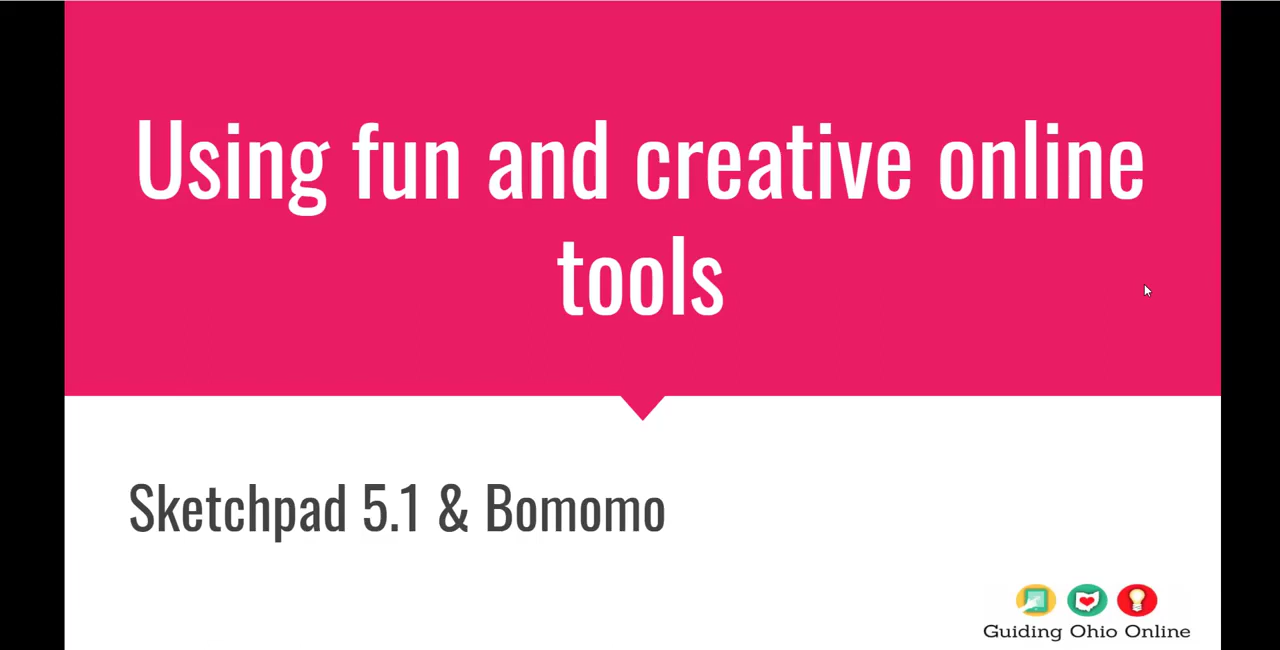 Using fun and creative online
tools
Sketchpad 5.1 & Bomomo
Guiding Ohio Online